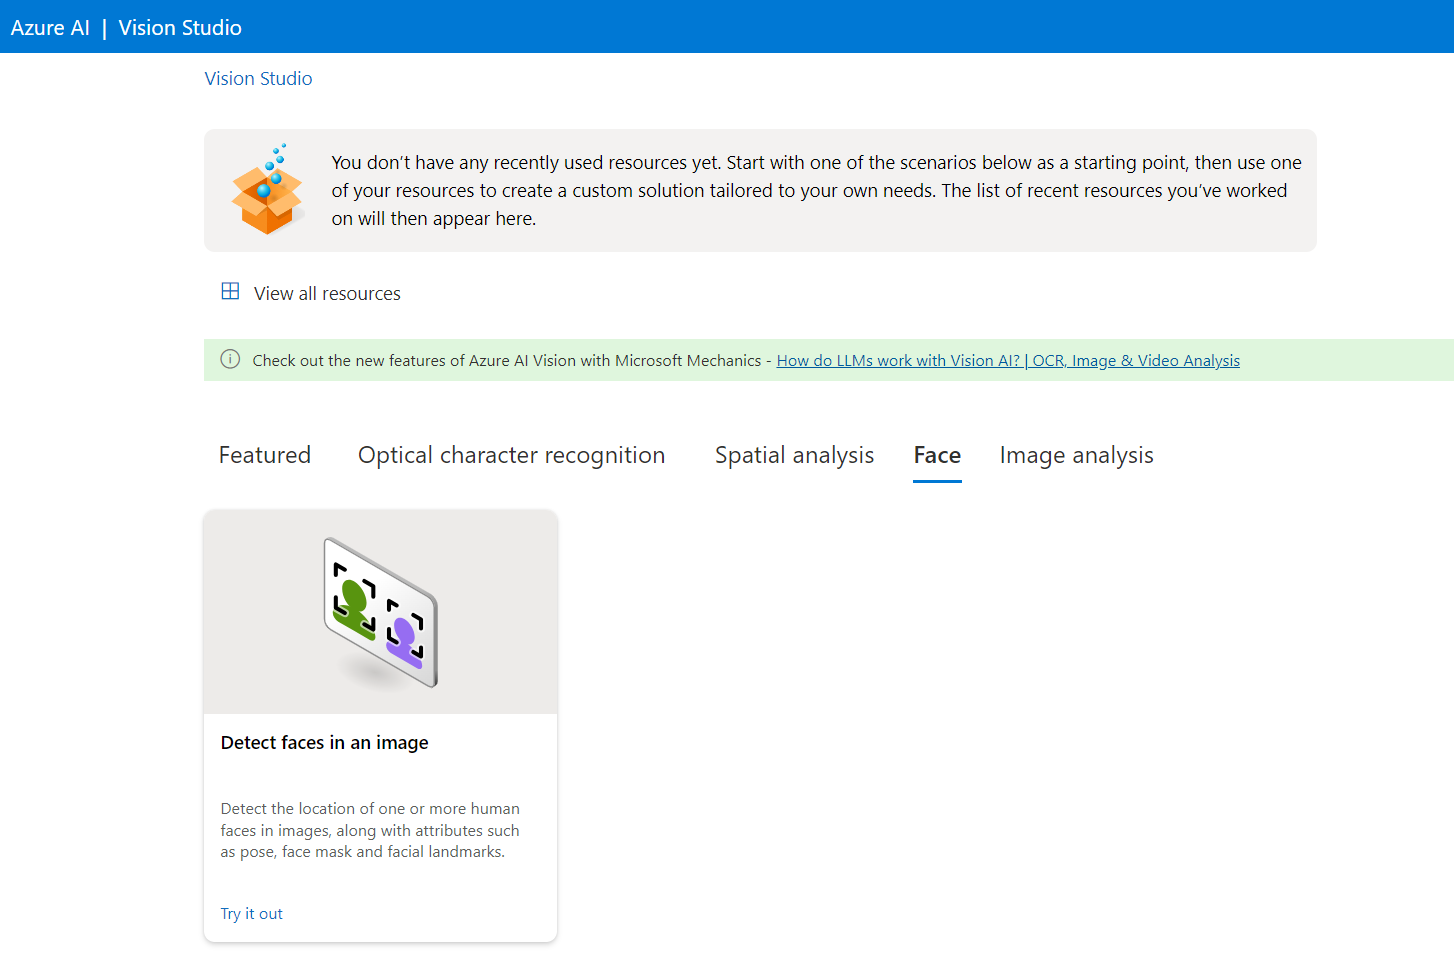 Azure AI | Vision Studio
Vision Studio
You don't have any recently used resources yet. Start with one of the scenarios below as a starting point, then use one
of your resources to create a custom solution tailored to your own needs. The list of recent resources you've worked
on will then appear here.
View all resources
Check out the new features of Azure AI Vision with Microsoft Mechanics - How do LLMs work with Vision AI? | OCR, Image & Video Analysis
Featured Optical character recognition Spatial analysis Face Image analysis
Detect faces in an image
Detect the location of one or more human
faces in images, along with attributes such
as pose, face mask and facial landmarks.
Try it out